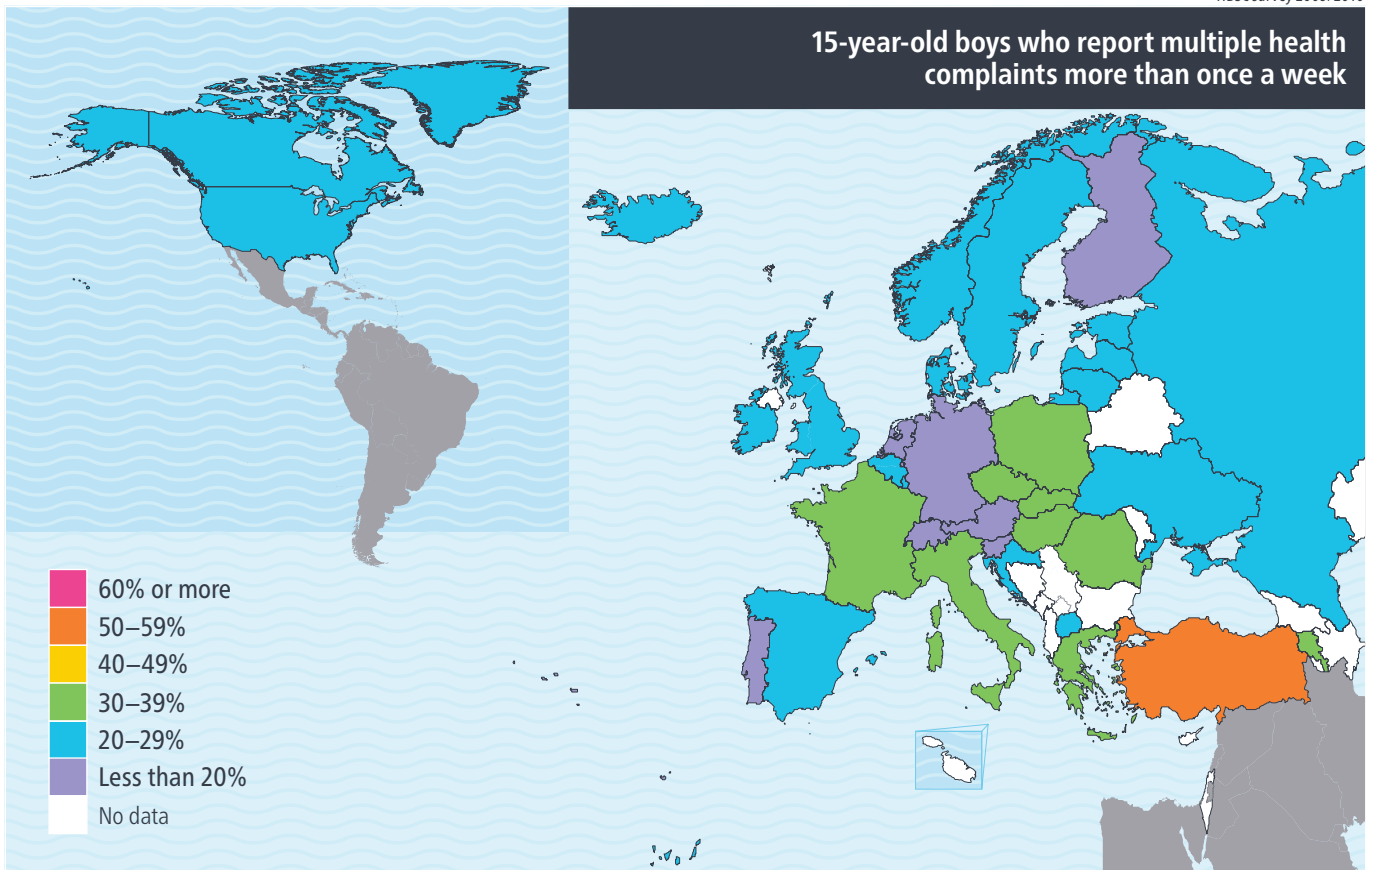 15-year-old boys who report multiple health
complaints more than once a week
60% or more
50–59%
40–49%
30–39%
20–29%
Less than 20%
No data